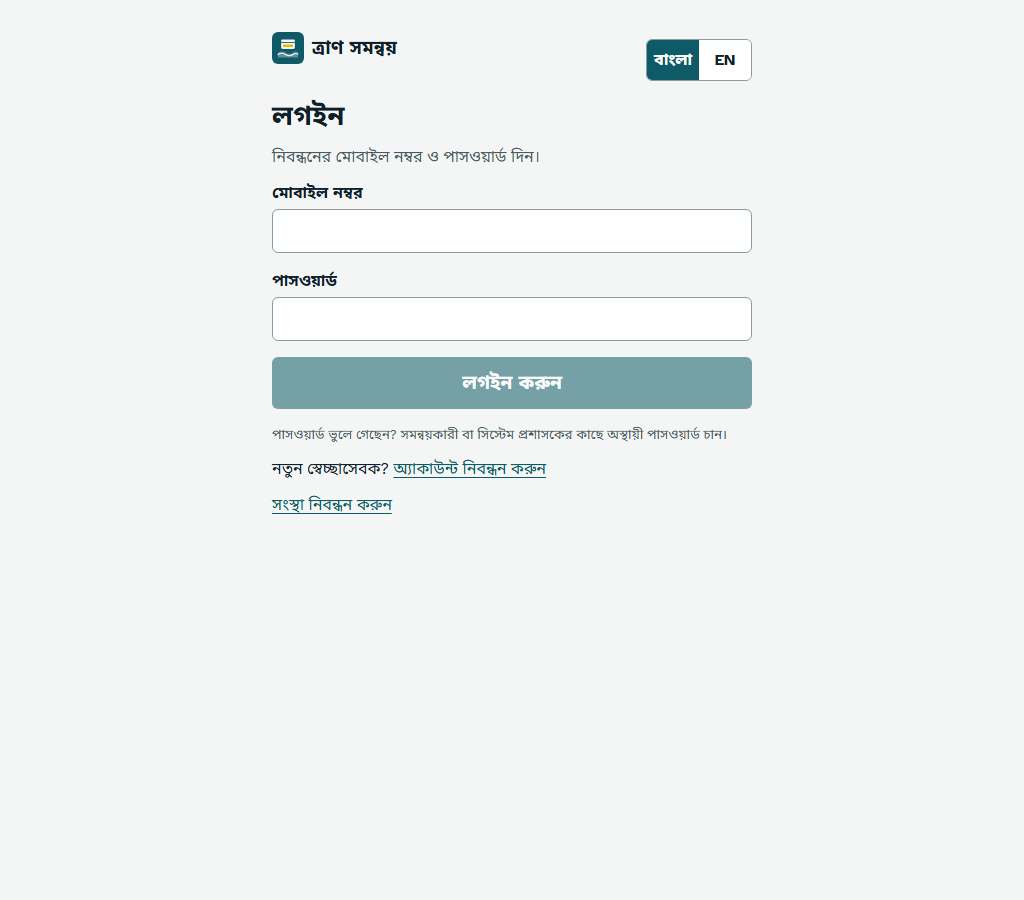 ত্রাণ সমন্বয়
বাংলা EN
লগইন
নিবন্ধনের মোবাইল নম্বর ও পাসওয়ার্ড দিন।
মোবাইল নম্বর
পাসওয়ার্ড
লগইন করুন
পাসওয়ার্ড ভুলে গেছেন? সমন্বয়কারী বা সিস্টেম প্রশাসকের কাছে অস্থায়ী পাসওয়ার্ড চান।
নতুন স্বেচ্ছাসেবক? অ্যাকাউন্ট নিবন্ধন করুন
সংস্থা নিবন্ধন করুন